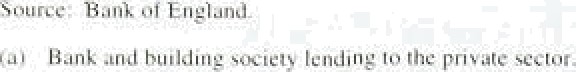 Source: Bank of England.
(a) Bank and building society lending to the private sector.